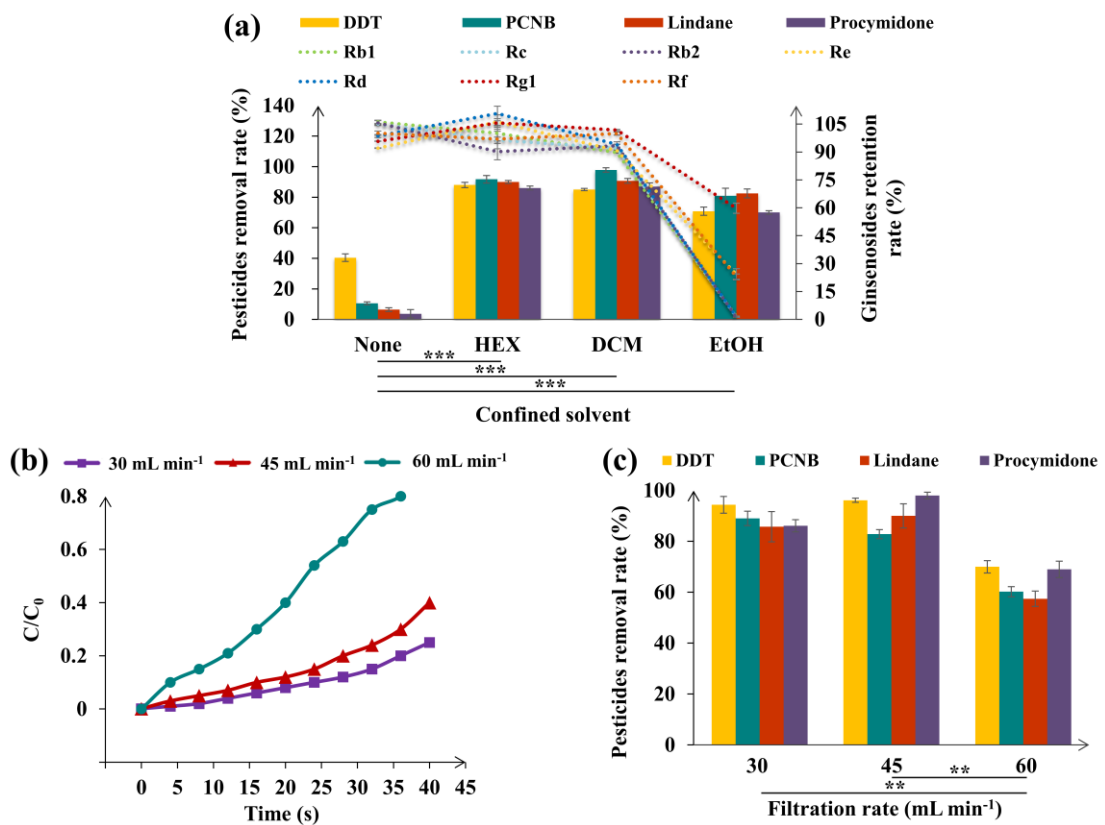 (a)
DDT PCNB Lindane Procymidone
Rb1 Rc Rb2 Re
Rd Rg1 Rf
Pesticides removal rate (%)
140
120
100
80
60
40
20
0
105
90
75
60
45
30
15
0
Ginsenosides retention
rate (%)
None HEX DCM EtOH
***
***
***
Confined solvent
(b)
30 mL min⁻¹ 45 mL min⁻¹ 60 mL min⁻¹
C/C₀
0.8
0.6
0.4
0.2
0
0 5 10 15 20 25 30 35 40 45
Time (s)
(c)
DDT PCNB Lindane Procymidone
Pesticides removal rate (%)
100
80
60
40
20
0
30 45 60
**
**
Filtration rate (mL min⁻¹)